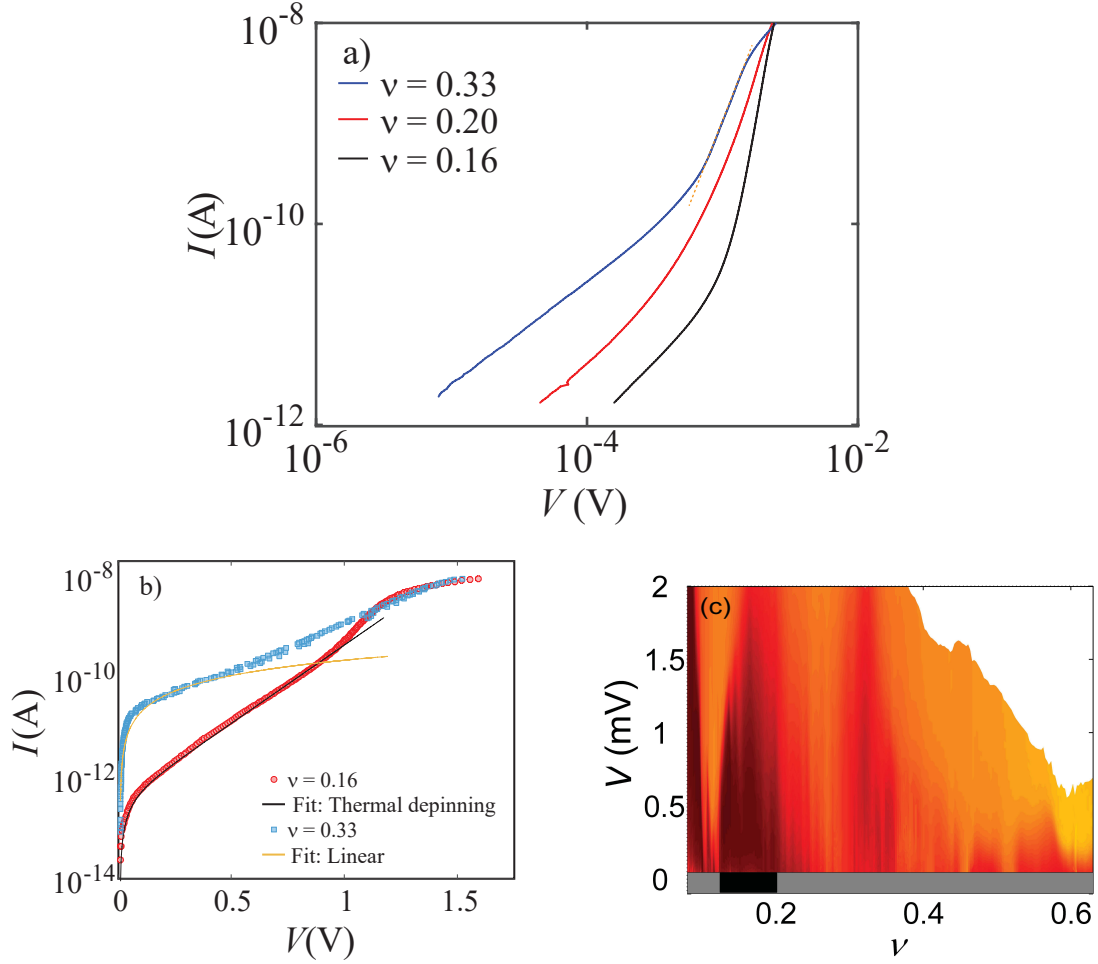 a)
ν = 0.33
ν = 0.20
ν = 0.16
10-8
10-10
10-12
I(A)
10-6
10-4
10-2
V (V)
b)
10-8
10-10
10-12
10-14
I(A)
ν = 0.16
Fit: Thermal depinning
ν = 0.33
Fit: Linear
0
0.5
1
1.5
V(V)
(c)
2
1.5
1
0.5
0
V (mV)
0.2
0.4
0.6
ν